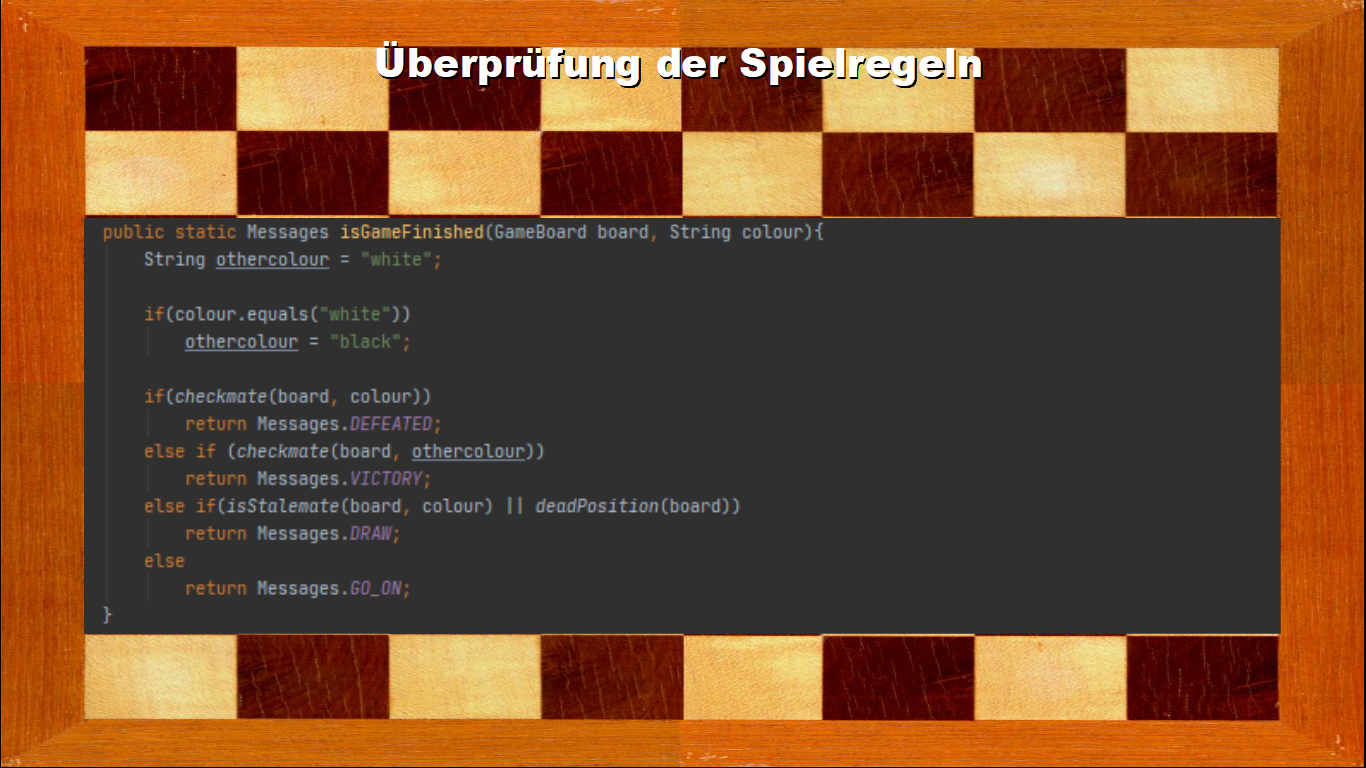 Überprüfung der Spielregeln
public static Messages isGameFinished(GameBoard board, String colour){
String othercolour = "white";
if(colour.equals("white"))
othercolour = "black";
if(checkmate(board, colour))
return Messages.DEFEATED;
else if (checkmate(board, othercolour))
return Messages.VICTORY;
else if(isStalemate(board, colour) || deadPosition(board))
return Messages.DRAW;
else
return Messages.GO_ON;
}